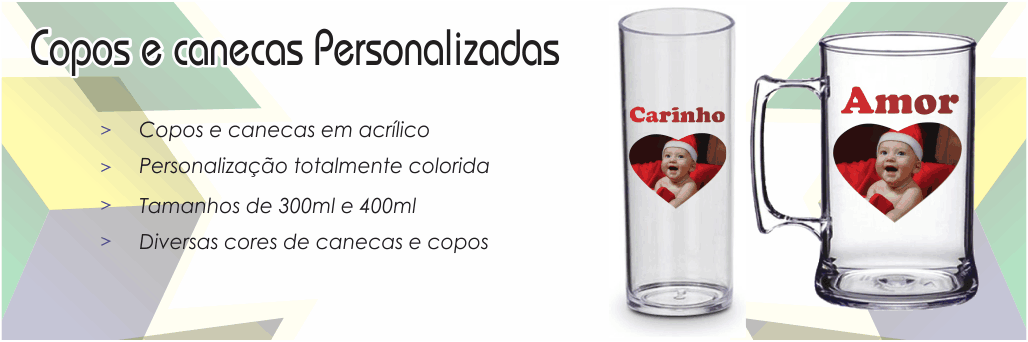 Copos e canecas Personalizadas
> Copos e canecas em acrílico
> Personalização totalmente colorida
> Tamanhos de 300ml e 400ml
> Diversas cores de canecas e copos
Carinho
Amor